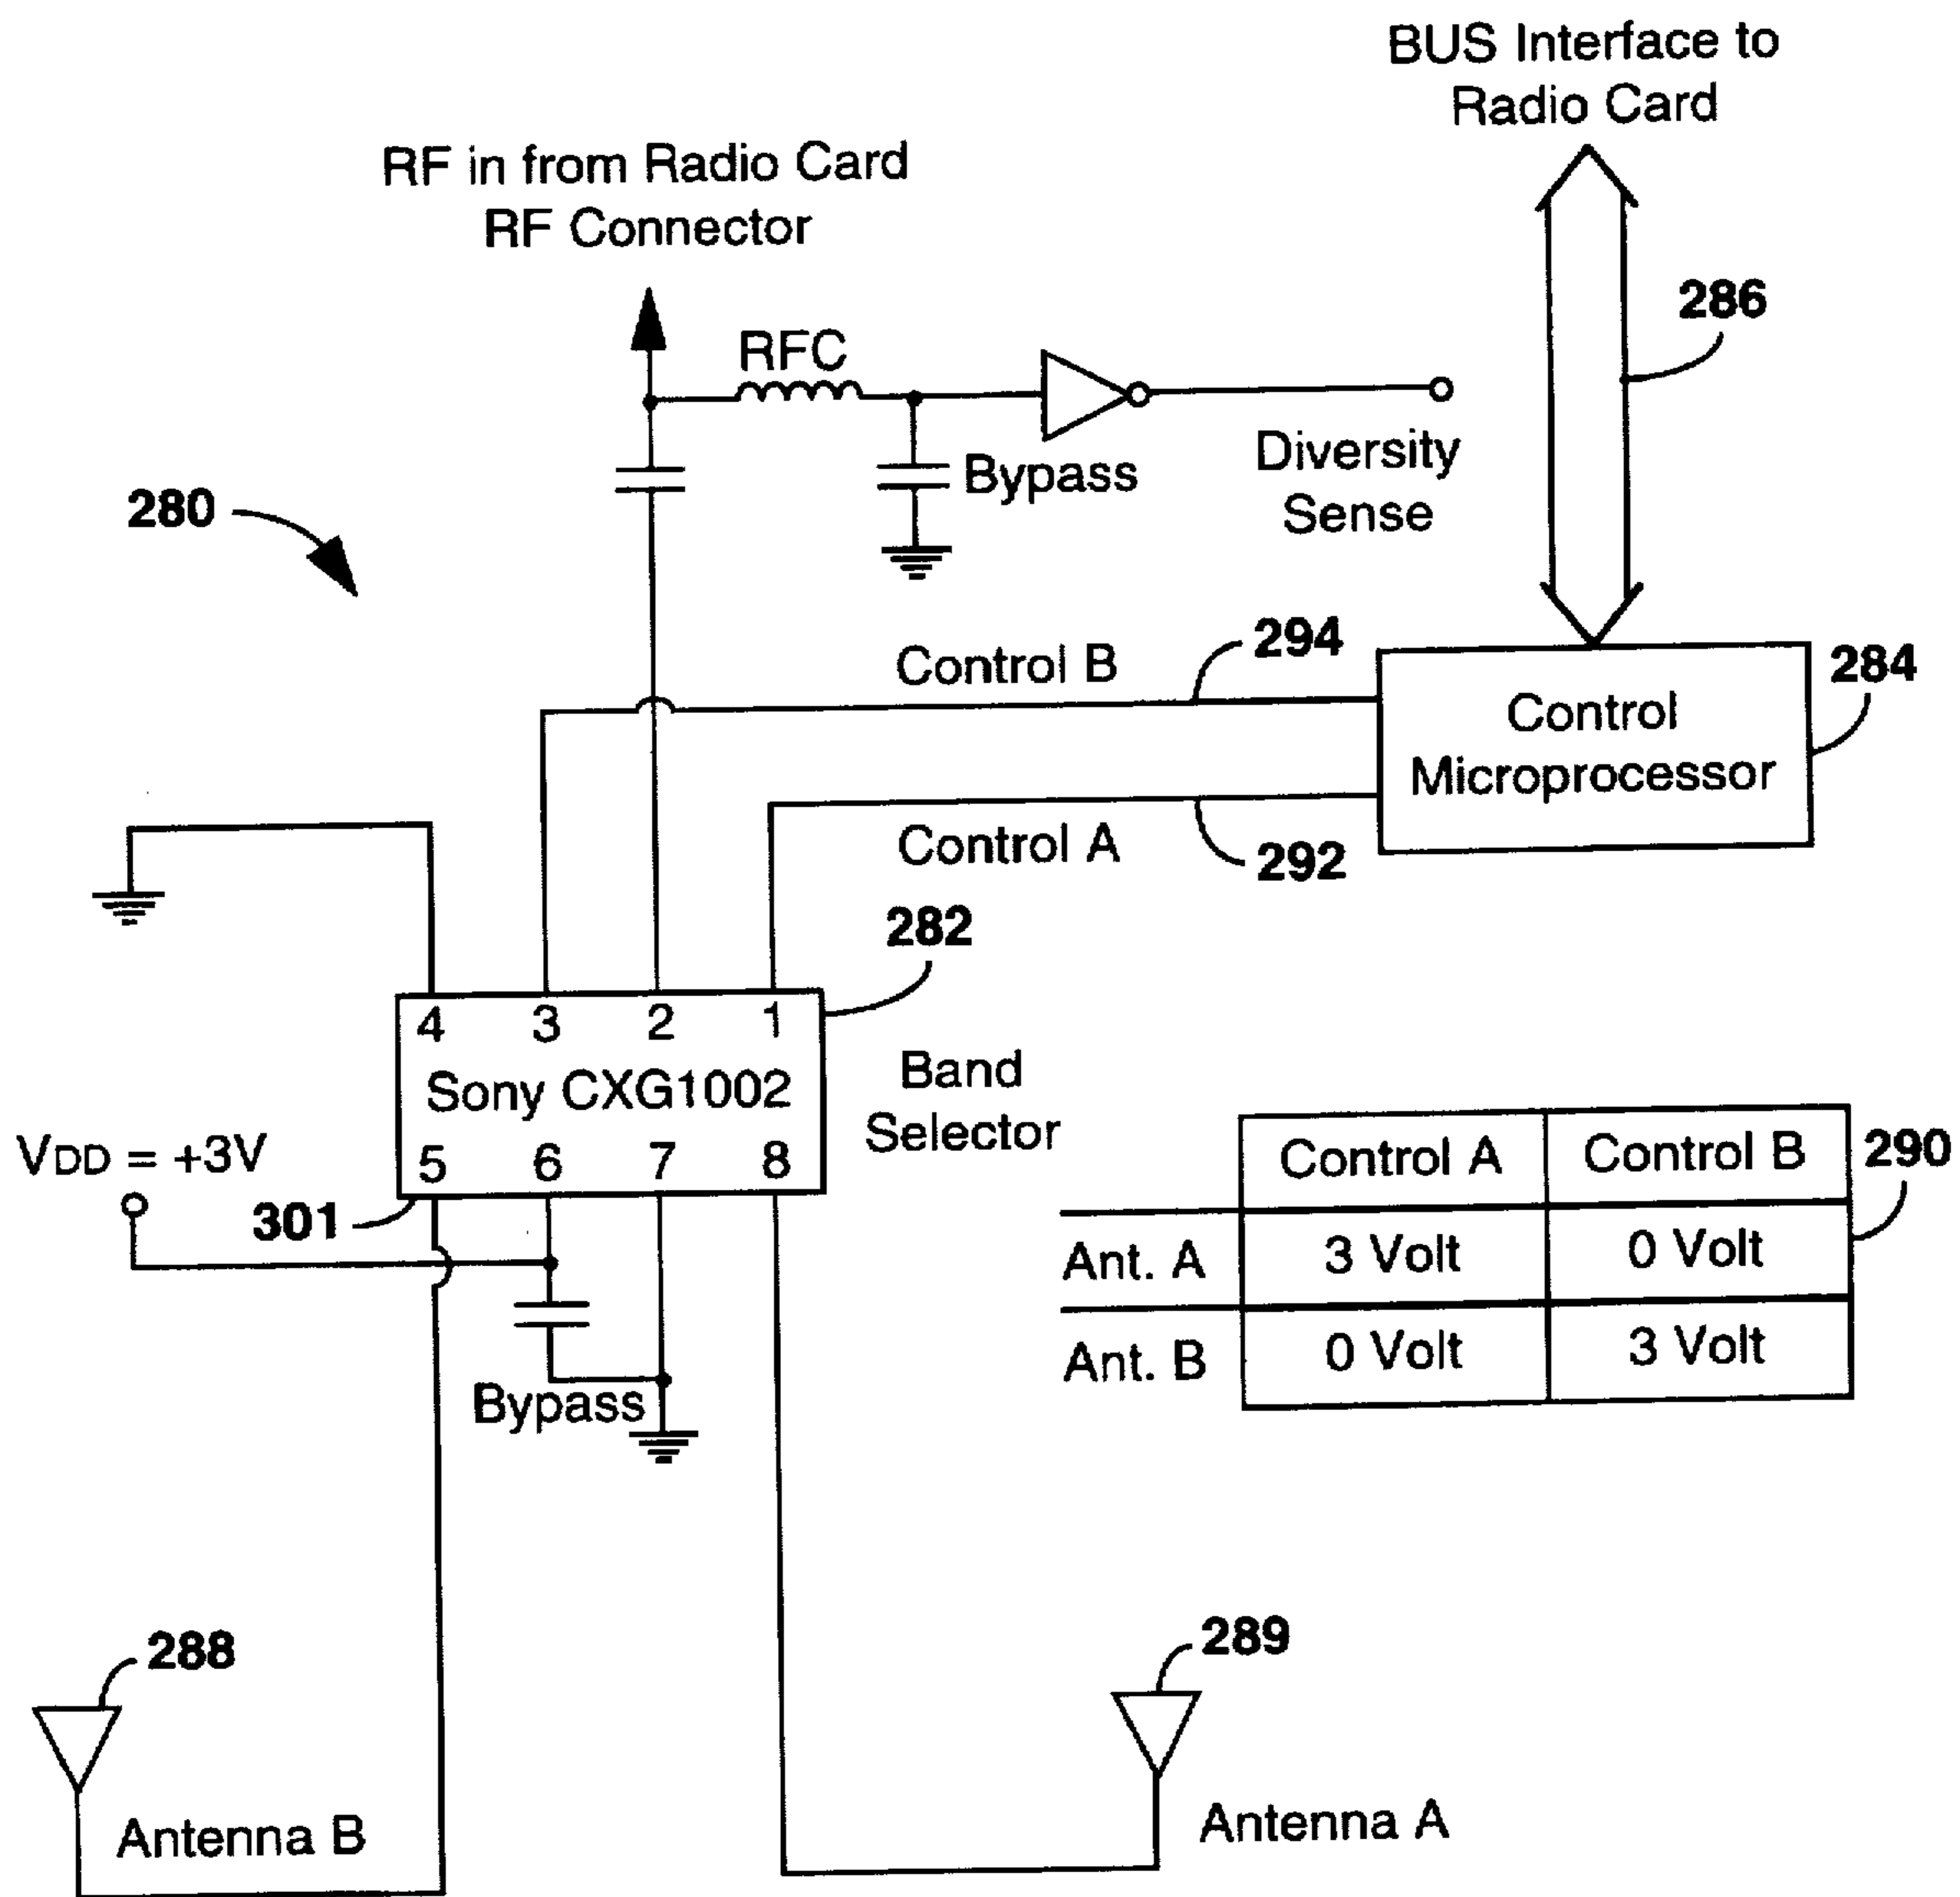 BUS Interface to
Radio Card
RF in from Radio Card
RF Connector
286
RFC
Bypass
Diversity
Sense
280
294
Control B
284
Control
Microprocessor
Control A
292
282
4 3 2 1
Sony CXG1002
5 6 7 8
Band
Selector
VDD = +3V
301
Control A Control B
290
Ant. A 3 Volt 0 Volt
Ant. B 0 Volt 3 Volt
Bypass
288
289
Antenna B
Antenna A